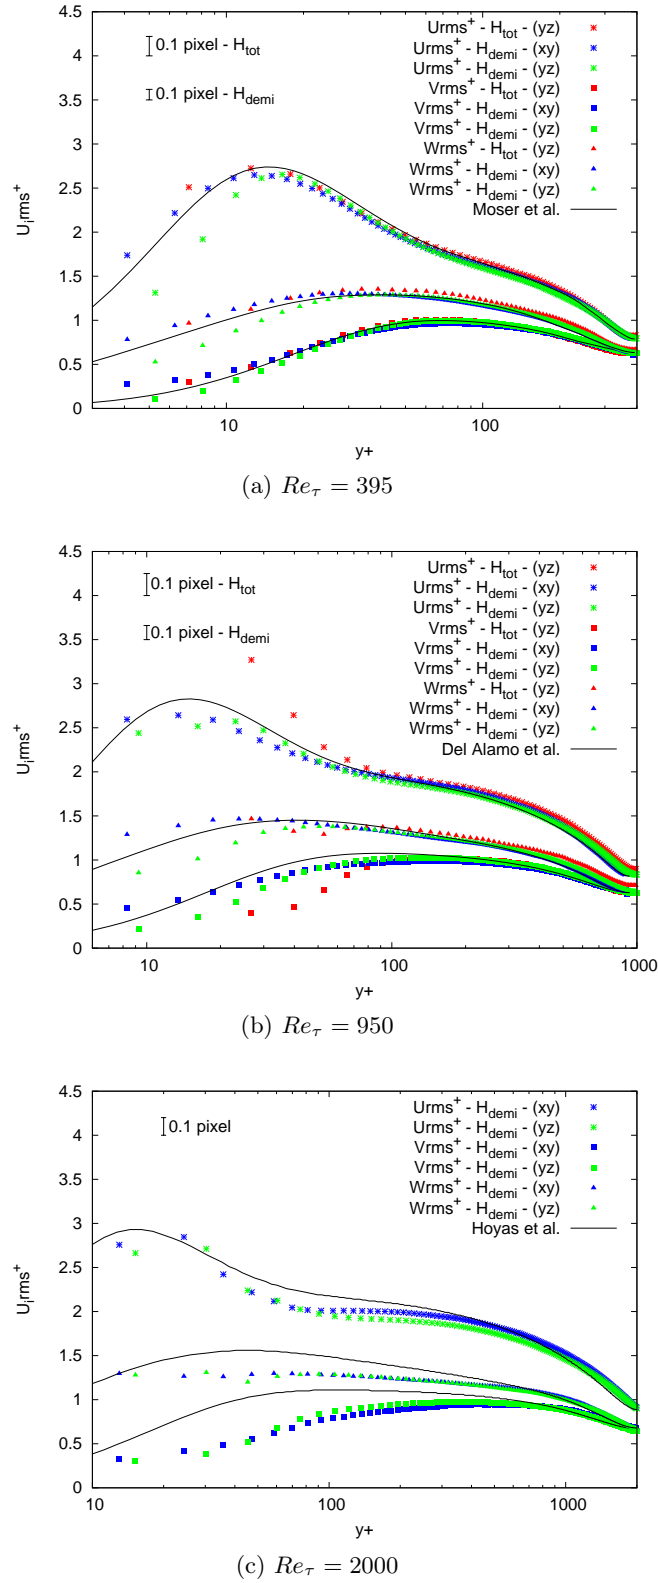 4.5
4
3.5
3
2.5
2
1.5
1
0.5
0
U_i rms^+
0.1 pixel - H_tot
0.1 pixel - H_demi
Urms^+ - H_tot - (yz)
Urms^+ - H_demi - (xy)
Urms^+ - H_demi - (yz)
Vrms^+ - H_tot - (yz)
Vrms^+ - H_demi - (xy)
Vrms^+ - H_demi - (yz)
Wrms^+ - H_tot - (yz)
Wrms^+ - H_demi - (xy)
Wrms^+ - H_demi - (yz)
Moser et al.
10 100
y+
(a) Re_τ = 395
4.5
4
3.5
3
2.5
2
1.5
1
0.5
0
U_i rms^+
0.1 pixel - H_tot
0.1 pixel - H_demi
Urms^+ - H_tot - (yz)
Urms^+ - H_demi - (xy)
Urms^+ - H_demi - (yz)
Vrms^+ - H_tot - (yz)
Vrms^+ - H_demi - (xy)
Vrms^+ - H_demi - (yz)
Wrms^+ - H_tot - (yz)
Wrms^+ - H_demi - (xy)
Wrms^+ - H_demi - (yz)
Del Alamo et al.
10 100 1000
y+
(b) Re_τ = 950
4.5
4
3.5
3
2.5
2
1.5
1
0.5
0
U_i rms^+
0.1 pixel
Urms^+ - H_demi - (xy)
Urms^+ - H_demi - (yz)
Vrms^+ - H_demi - (xy)
Vrms^+ - H_demi - (yz)
Wrms^+ - H_demi - (xy)
Wrms^+ - H_demi - (yz)
Hoyas et al.
10 100 1000
y+
(c) Re_τ = 2000